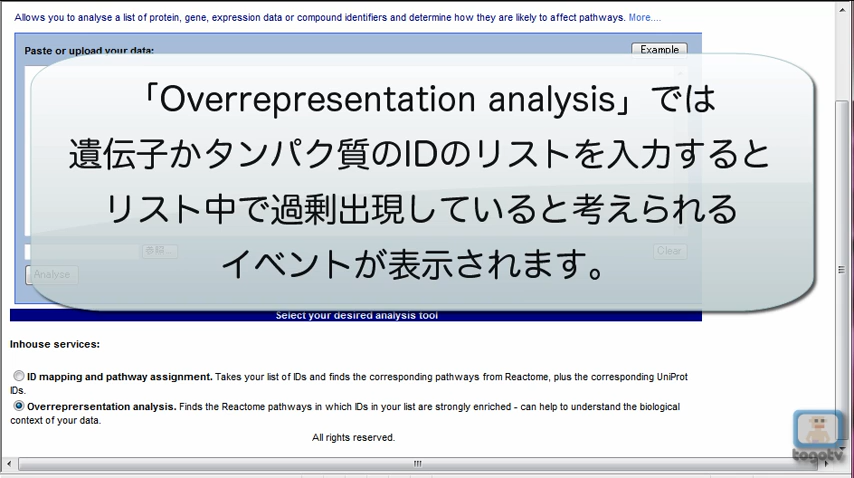 Allows you to analyse a list of protein, gene, expression data or compound identifiers and determine how they are likely to affect pathways. More....
Paste or upload your data:
Example
「Overrepresentation analysis」では
遺伝子かタンパク質のIDのリストを入力すると
リスト中で過剰出現していると考えられる
イベントが表示されます。
参照...
Clear
Analyse
Select your desired analysis tool
Inhouse services:
ID mapping and pathway assignment. Takes your list of IDs and finds the corresponding pathways from Reactome, plus the corresponding UniProt
IDs.
Overreprersentation analysis. Finds the Reactome pathways in which IDs in your list are strongly enriched - can help to understand the biological
context of your data.
All rights reserved.
togotv